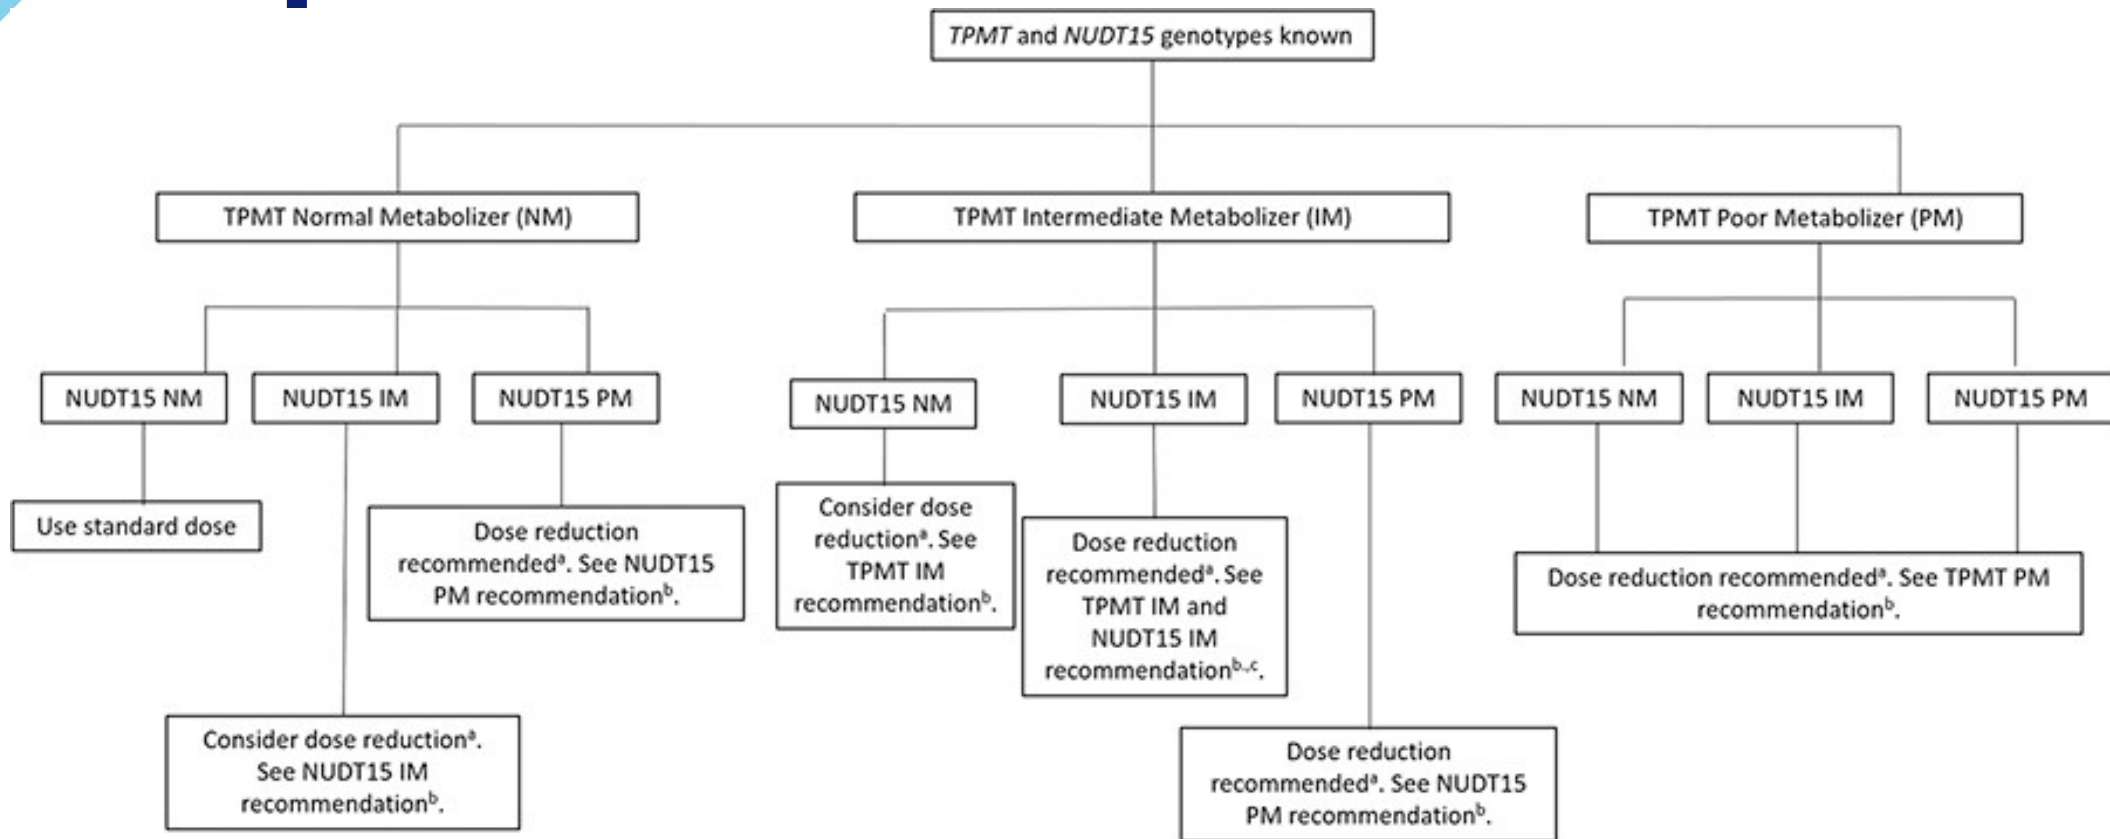 TPMT and NUDT15 genotypes known
TPMT Normal Metabolizer (NM)
TPMT Intermediate Metabolizer (IM)
TPMT Poor Metabolizer (PM)
NUDT15 NM
NUDT15 IM
NUDT15 PM
NUDT15 NM
NUDT15 IM
NUDT15 PM
NUDT15 NM
NUDT15 IM
NUDT15 PM
Use standard dose
Dose reduction
recommendedᵃ. See NUDT15
PM recommendationᵇ.
Consider dose reductionᵃ.
See NUDT15 IM
recommendationᵇ.
Consider dose
reductionᵃ. See
TPMT IM
recommendationᵇ.
Dose reduction
recommendedᵃ. See
TPMT IM and
NUDT15 IM
recommendationᵇ·,ᶜ.
Dose reduction
recommendedᵃ. See NUDT15
PM recommendationᵇ.
Dose reduction recommendedᵃ. See TPMT PM
recommendationᵇ.